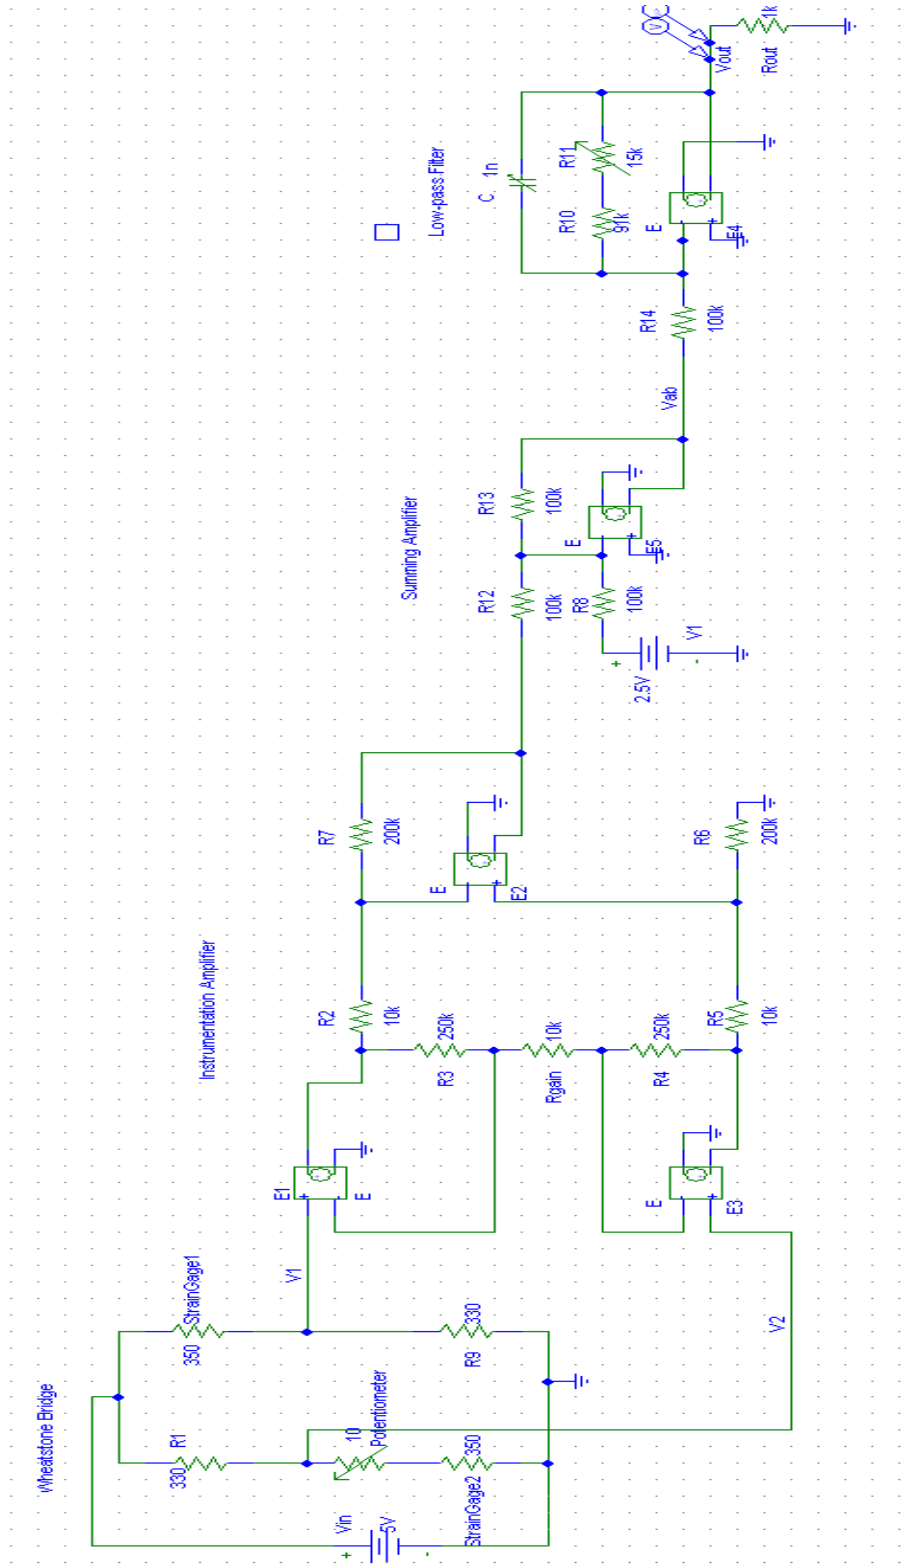 Wheatstone Bridge
Vin
5V
+
-
R1
330
10
Potentiometer
350
StrainGage2
StrainGage1
350
R9
330
V1
V2
Instrumentation Amplifier
E1
+
-
E
E
-
+
E3
R3
250k
Rgain
10k
R4
250k
R2
10k
R5
10k
R7
200k
E
-
+
E2
R6
200k
Summing Amplifier
2.5V
+
-
V1
R12
100k
R8
100k
R13
100k
E
-
+
E5
Vab
R14
100k
Low-pass Filter
C
1n
R10
91k
R11
15k
E
-
+
E4
V
Vout
Rout
1k